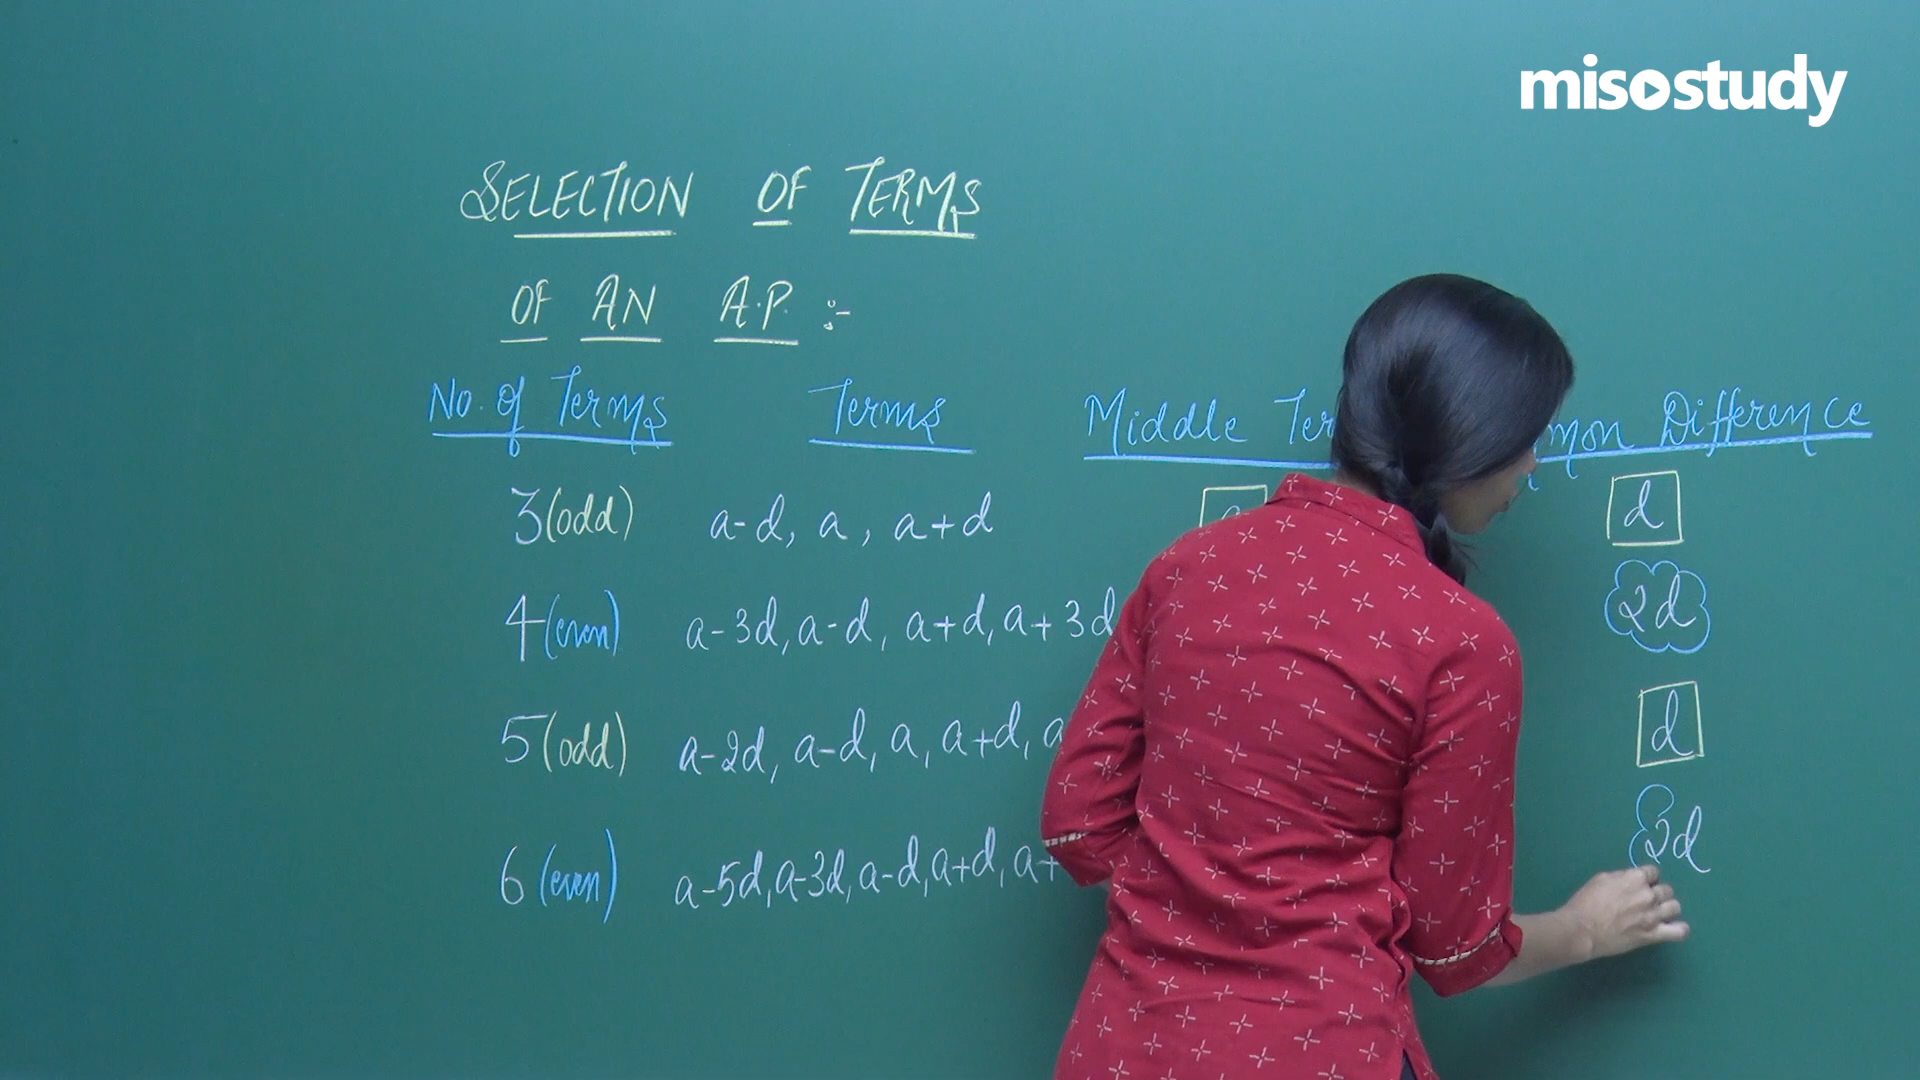 misostudy
SELECTION OF TERMS
OF AN A.P. :-
No. of Terms Terms Middle Difference
3(odd) a-d, a, a+d d
4(even) a-3d, a-d, a+d, a+3d 2d
5(odd) a-2d, a-d, a, a+d, a d
6(even) a-5d, a-3d, a-d, a+d, a+ 2d